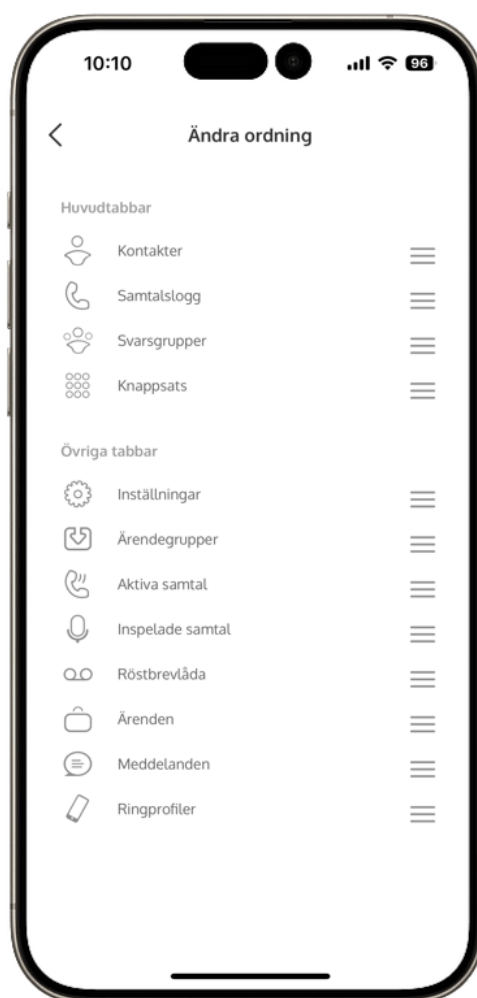 10:10
96
Ändra ordning
Huvudtabbar
Kontakter
Samtalslogg
Svarsgrupper
Knappsats
Övriga tabbar
Inställningar
Ärendegrupper
Aktiva samtal
Inspelade samtal
Röstbrevlåda
Ärenden
Meddelanden
Ringprofiler